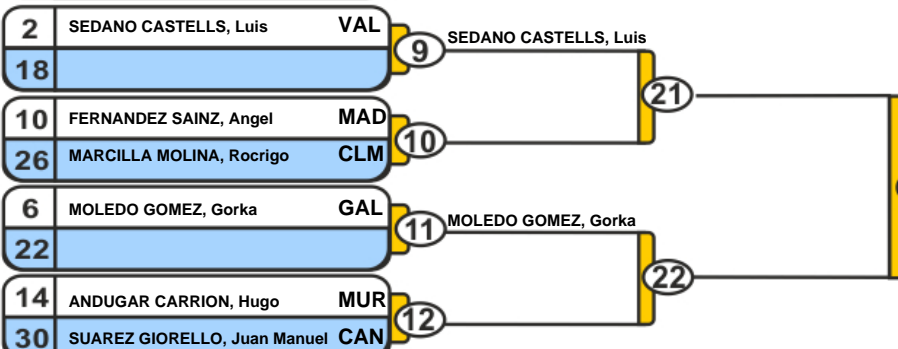 2 SEDANO CASTELLS, Luis VAL
9 SEDANO CASTELLS, Luis
18
21
10 FERNANDEZ SAINZ, Angel MAD
10
26 MARCILLA MOLINA, Rocrigo CLM
6 MOLEDO GOMEZ, Gorka GAL
11 MOLEDO GOMEZ, Gorka
22
22
14 ANDUGAR CARRION, Hugo MUR
12
30 SUAREZ GIORELLO, Juan Manuel CAN